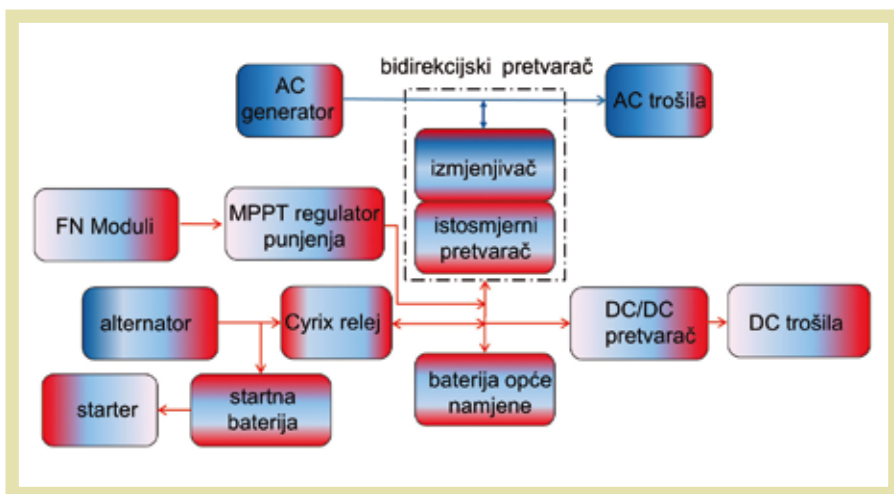 bidirekcijski pretvarač
AC
generator
AC trošila
izmjenjivač
FN Moduli
MPPT regulator
punjenja
istosmjerni
pretvarač
alternator
Cyrix relej
DC/DC
pretvarač
DC trošila
starter
startna
baterija
baterija opće
namjene